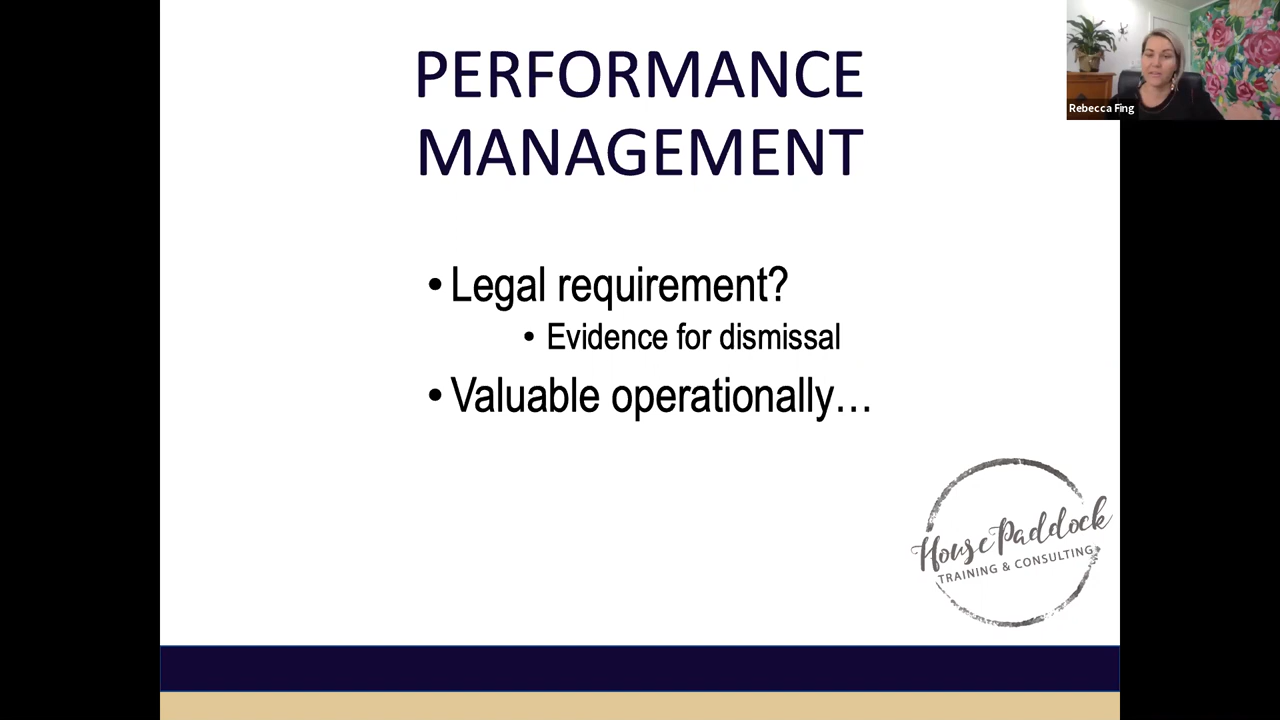 PERFORMANCE
MANAGEMENT
• Legal requirement?
• Evidence for dismissal
• Valuable operationally…
House Paddock
TRAINING & CONSULTING
Rebecca Fing